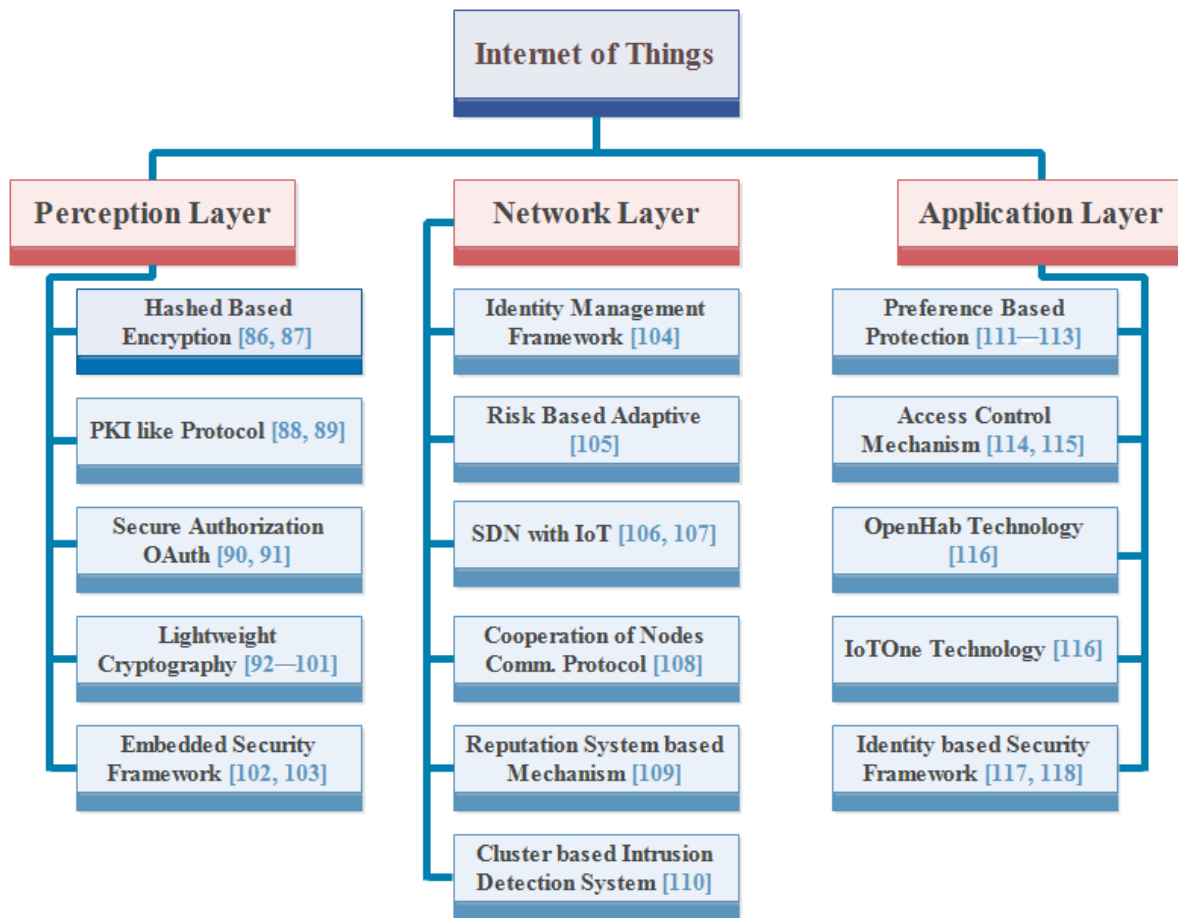 Internet of Things
Perception Layer
Hashed Based
Encryption [86, 87]
PKI like Protocol [88, 89]
Secure Authorization
OAuth [90, 91]
Lightweight
Cryptography [92—101]
Embedded Security
Framework [102, 103]
Network Layer
Identity Management
Framework [104]
Risk Based Adaptive
[105]
SDN with IoT [106, 107]
Cooperation of Nodes
Comm. Protocol [108]
Reputation System based
Mechanism [109]
Cluster based Intrusion
Detection System [110]
Application Layer
Preference Based
Protection [111—113]
Access Control
Mechanism [114, 115]
OpenHab Technology
[116]
IoTOne Technology [116]
Identity based Security
Framework [117, 118]